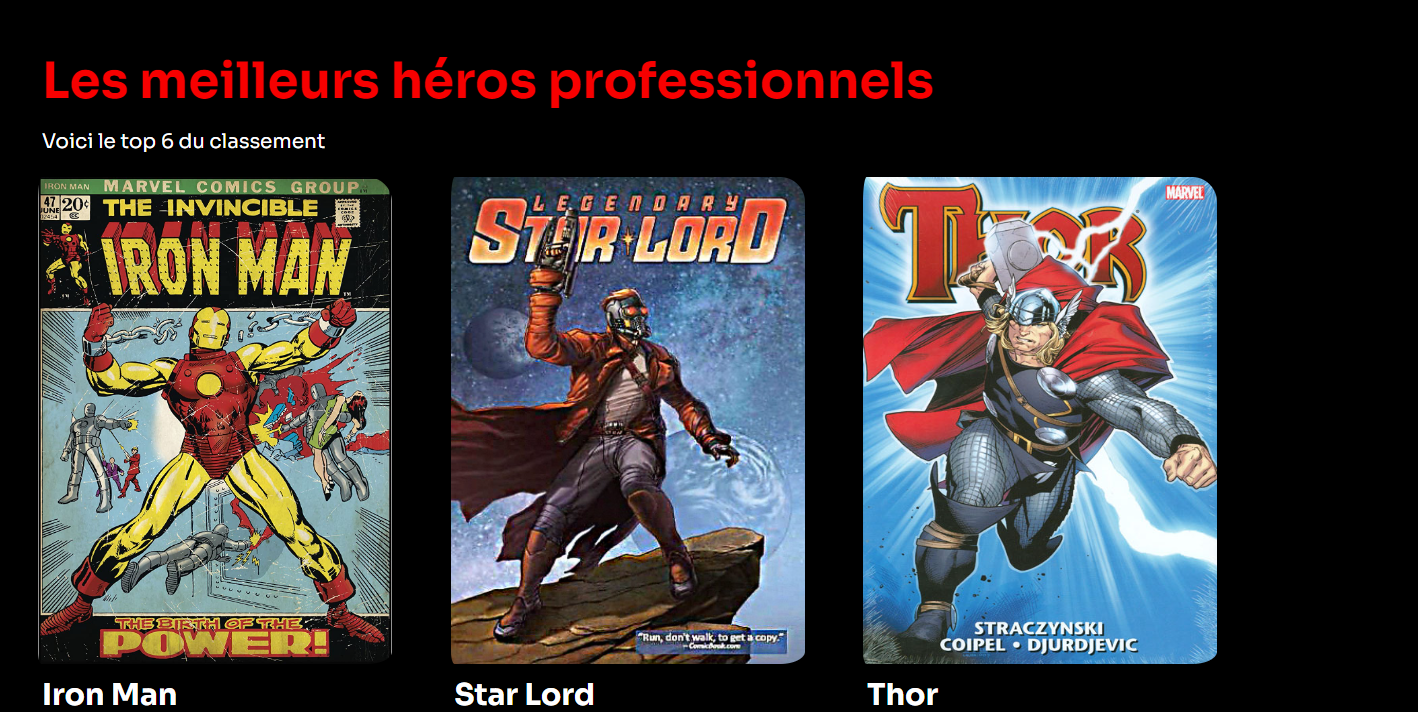 Les meilleurs héros professionnels
Voici le top 6 du classement
IRON MAN
MARVEL COMICS GROUP
47
JUNE
20¢
THE INVINCIBLE
IRON MAN
THE BIRTH OF THE
POWER!
Iron Man
LEGENDARY
STAR-LORD
"Run, don't walk, to get a copy."
– ComicBook.com
Star Lord
MARVEL
THOR
STRACZYNSKI
COIPEL • DJURDJEVIC
Thor